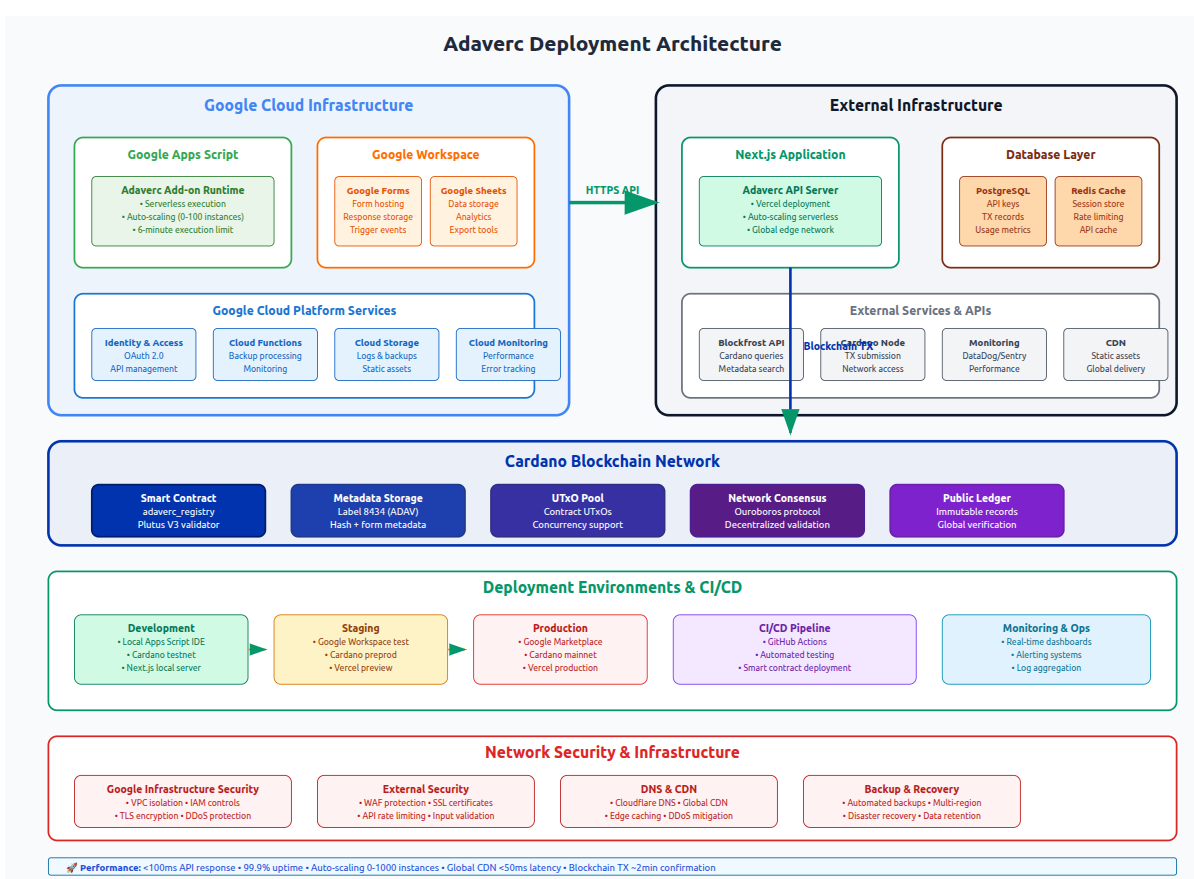 Adaverc Deployment Architecture
Google Cloud Infrastructure
Google Apps Script
Adaverc Add-on Runtime
• Serverless execution
• Auto-scaling (0-100 instances)
• 6-minute execution limit
Google Workspace
Google Forms
Form hosting
Response storage
Trigger events
Google Sheets
Data storage
Analytics
Export tools
Google Cloud Platform Services
Identity & Access
OAuth 2.0
API management
Cloud Functions
Backup processing
Monitoring
Cloud Storage
Logs & backups
Static assets
Cloud Monitoring
Performance
Error tracking
HTTPS API
External Infrastructure
Next.js Application
Adaverc API Server
• Vercel deployment
• Auto-scaling serverless
• Global edge network
Database Layer
PostgreSQL
API keys
TX records
Usage metrics
Redis Cache
Session store
Rate limiting
API cache
External Services & APIs
Blockfrost API
Cardano queries
Metadata search
Blockchain TX
Cardano Node
TX submission
Network access
Monitoring
DataDog/Sentry
Performance
CDN
Static assets
Global delivery
Cardano Blockchain Network
Smart Contract
adaverc_registry
Plutus V3 validator
Metadata Storage
Label 8434 (ADAV)
Hash + form metadata
UTxO Pool
Contract UTxOs
Concurrency support
Network Consensus
Ouroboros protocol
Decentralized validation
Public Ledger
Immutable records
Global verification
Deployment Environments & CI/CD
Development
• Local Apps Script IDE
• Cardano testnet
• Next.js local server
Staging
• Google Workspace test
• Cardano preprod
• Vercel preview
Production
• Google Marketplace
• Cardano mainnet
• Vercel production
CI/CD Pipeline
• GitHub Actions
• Automated testing
• Smart contract deployment
Monitoring & Ops
• Real-time dashboards
• Alerting systems
• Log aggregation
Network Security & Infrastructure
Google Infrastructure Security
• VPC isolation • IAM controls
• TLS encryption • DDoS protection
External Security
• WAF protection • SSL certificates
• API rate limiting • Input validation
DNS & CDN
• Cloudflare DNS • Global CDN
• Edge caching • DDoS mitigation
Backup & Recovery
• Automated backups • Multi-region
• Disaster recovery • Data retention
🚀 Performance: <100ms API response • 99.9% uptime • Auto-scaling 0-1000 instances • Global CDN <50ms latency • Blockchain TX ~2min confirmation